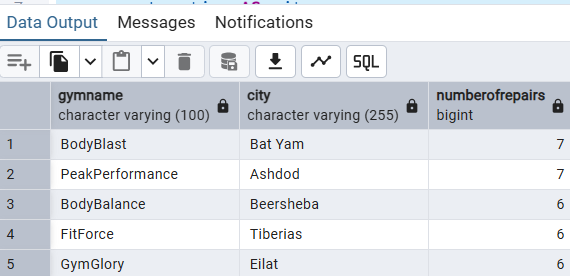 Data Output Messages Notifications
SQL
gymname city numberofrepairs
character varying (100) character varying (255) bigint
1 BodyBlast Bat Yam 7
2 PeakPerformance Ashdod 7
3 BodyBalance Beersheba 6
4 FitForce Tiberias 6
5 GymGlory Eilat 6